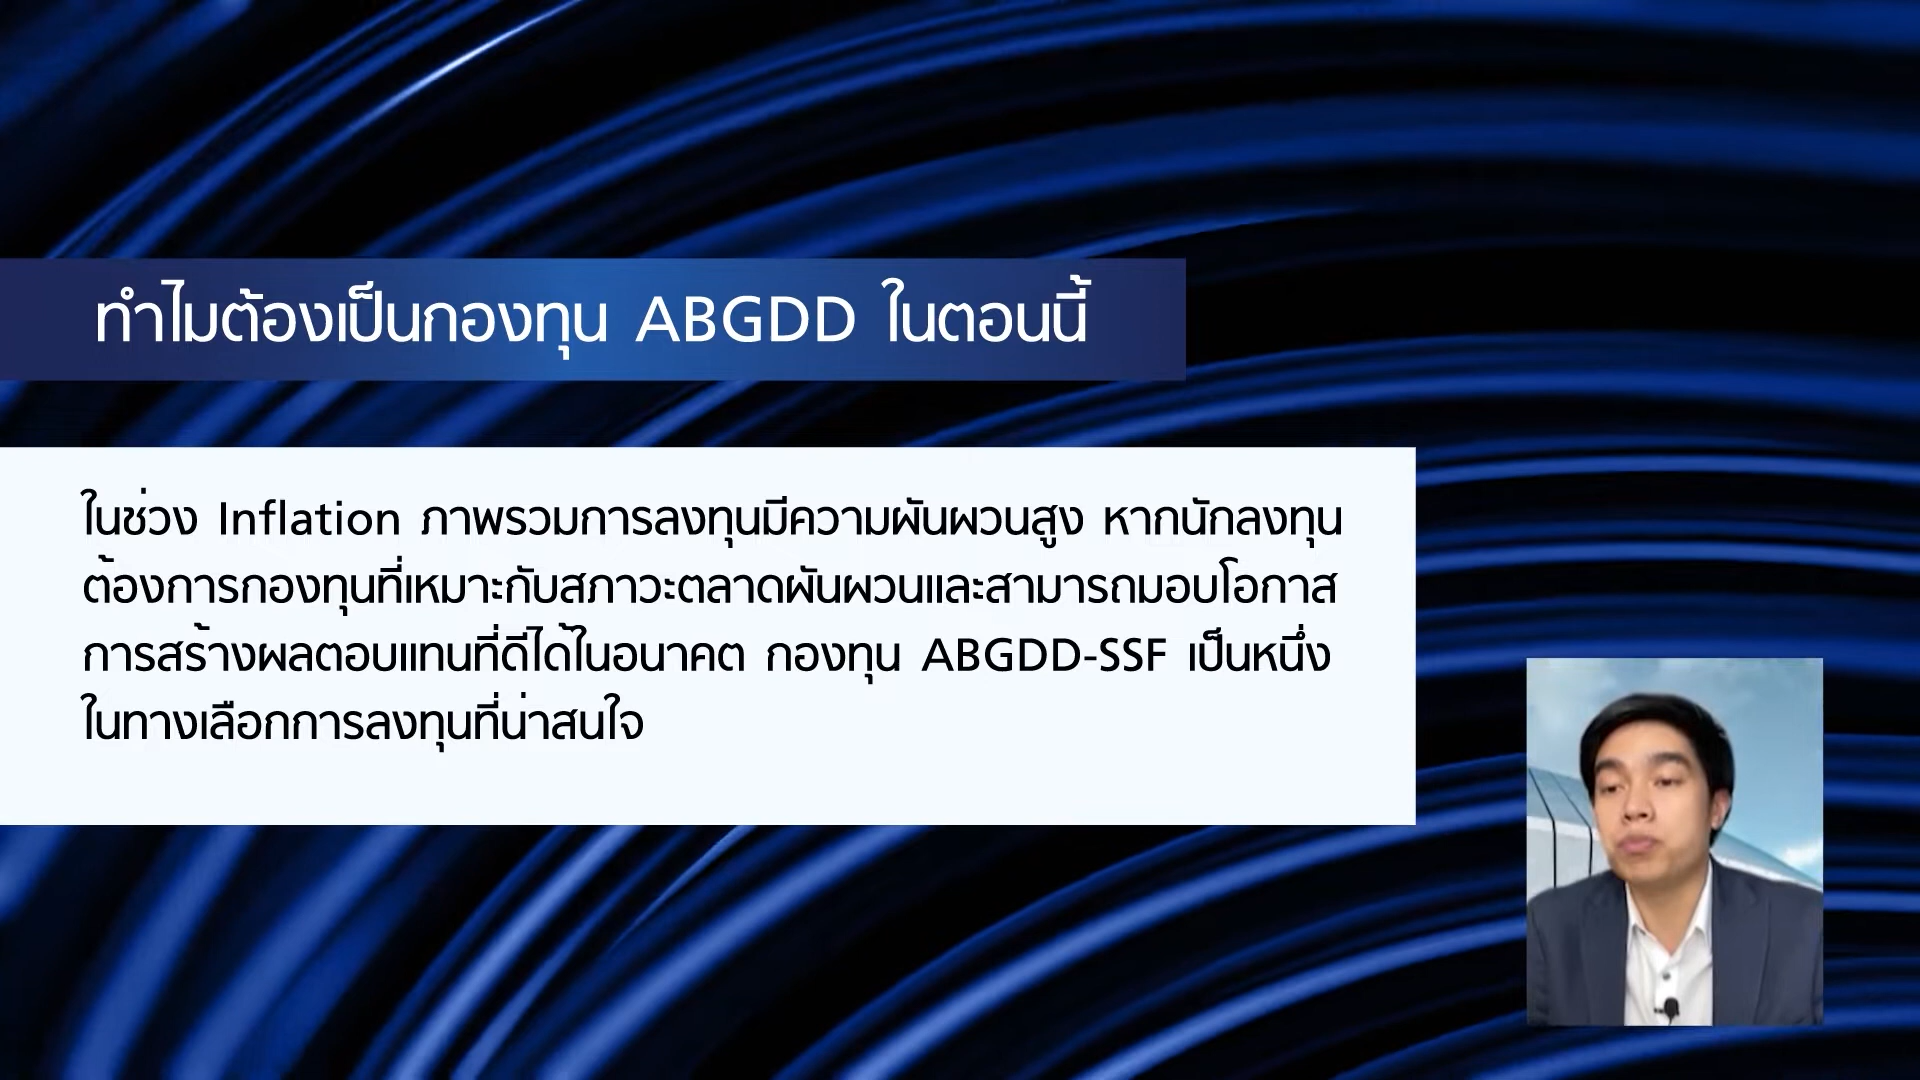 ทำไมต้องเป็นกองทุน ABGDD ในตอนนี้
ในช่วง Inflation ภาพรวมการลงทุนมีความผันผวนสูง หากนักลงทุน
ต้องการกองทุนที่เหมาะกับสภาวะตลาดผันผวนและสามารถมอบโอกาส
การสร้างผลตอบแทนที่ดีได้ในอนาคต กองทุน ABGDD-SSF เป็นหนึ่ง
ในทางเลือกการลงทุนที่น่าสนใจ